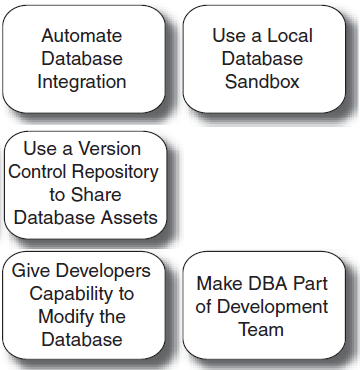 Automate
Database
Integration
Use a Local
Database
Sandbox
Use a Version
Control Repository
to Share
Database Assets
Give Developers
Capability to
Modify the
Database
Make DBA Part
of Development
Team